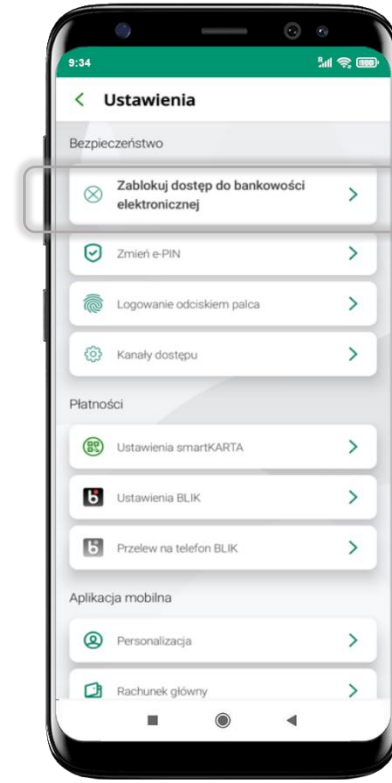 9:34
Ustawienia
Bezpieczeństwo
Zablokuj dostęp do bankowości
elektronicznej
Zmień e-PIN
Logowanie odciskiem palca
Kanały dostępu
Płatności
Ustawienia smartKARTA
Ustawienia BLIK
Przelew na telefon BLIK
Aplikacja mobilna
Personalizacja
Rachunek główny